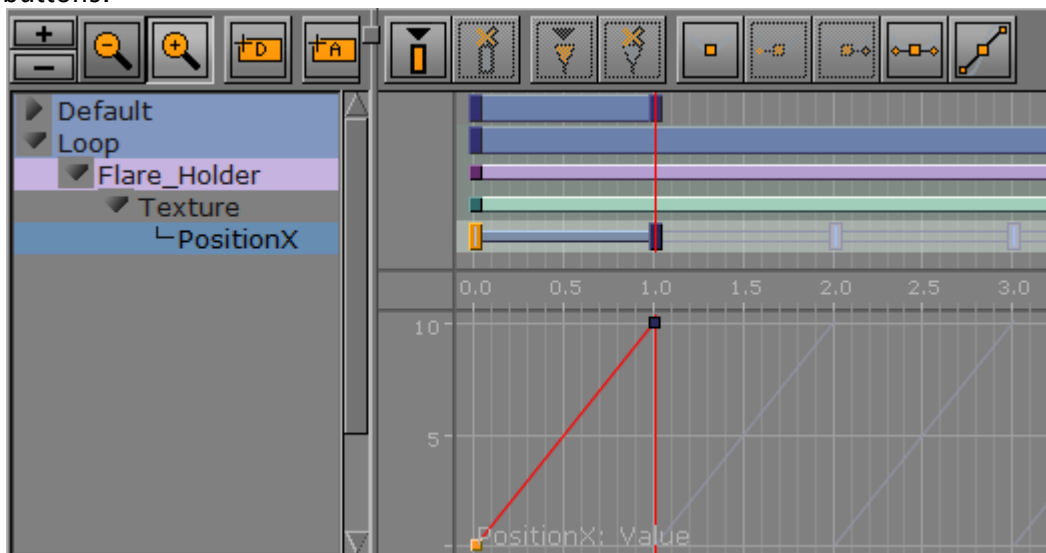 buttons:
+ D A
−
Default
Loop
Flare_Holder
Texture
PositionX
0.0 0.5 1.0 1.5 2.0 2.5 3.0
10
5
PositionX: Value